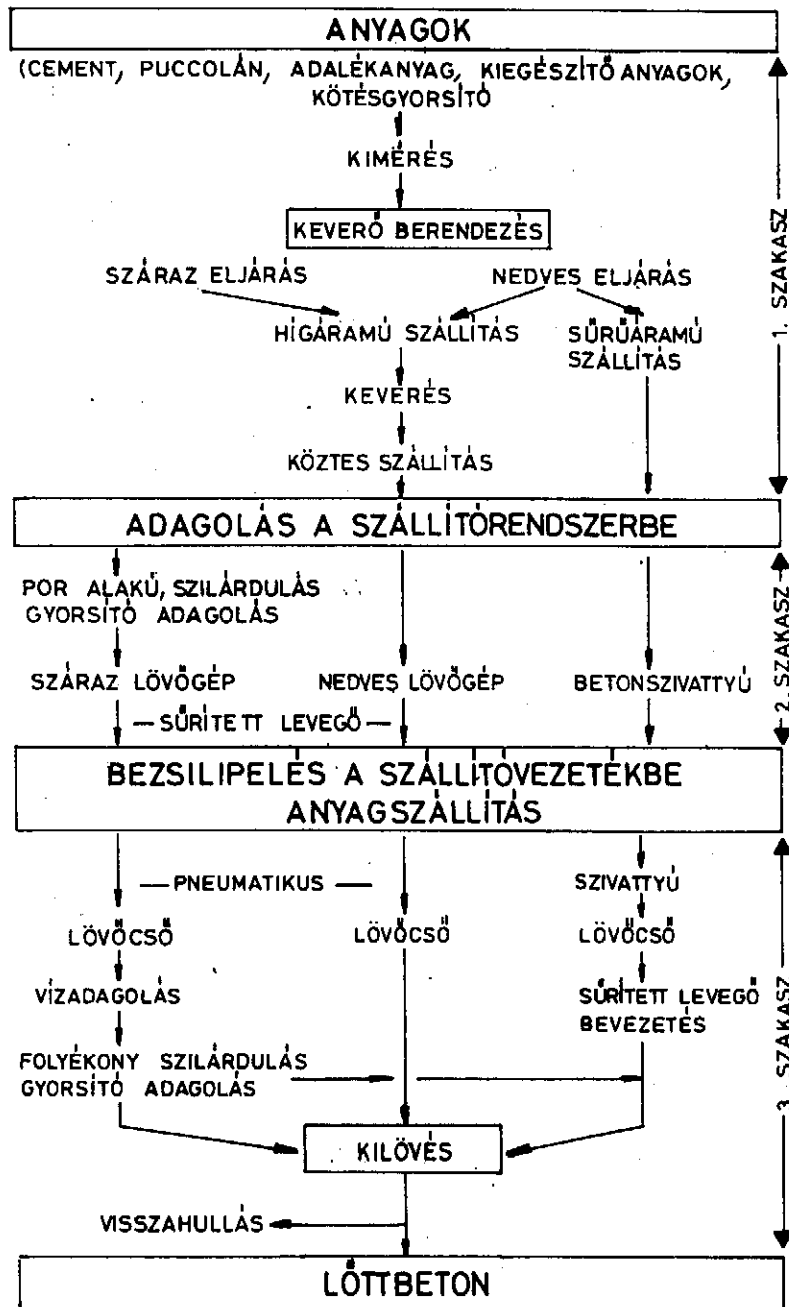 ANYAGOK
(CEMENT, PUCCOLÁN, ADALÉKANYAG, KIEGÉSZÍTŐ ANYAGOK,
KÖTÉSGYORSÍTÓ
KIMÉRÉS
KEVERŐ BERENDEZÉS
SZÁRAZ ELJÁRÁS NEDVES ELJÁRÁS
HÍGÁRAMÚ SZÁLLÍTÁS SŰRŰÁRAMÚ
SZÁLLÍTÁS
KEVERÉS
KÖZTES SZÁLLÍTÁS
1. SZAKASZ
ADAGOLÁS A SZÁLLÍTÓRENDSZERBE
POR ALAKÚ, SZILÁRDULÁS
GYORSÍTÓ ADAGOLÁS
SZÁRAZ LÖVŐGÉP NEDVES LÖVŐGÉP BETONSZIVATTYÚ
— SŰRÍTETT LEVEGŐ —
2. SZAKASZ
BEZSILIPELÉS A SZÁLLÍTÓVEZETÉKBE
ANYAGSZÁLLÍTÁS
— PNEUMATIKUS — SZIVATTYÚ
LÖVŐCSŐ LÖVŐCSŐ LÖVŐCSŐ
VÍZADAGOLÁS SŰRÍTETT LEVEGŐ
BEVEZETÉS
FOLYÉKONY SZILÁRDULÁS
GYORSÍTÓ ADAGOLÁS
KILÖVÉS
VISSZAHULLÁS
3. SZAKASZ
LÖTTBETON